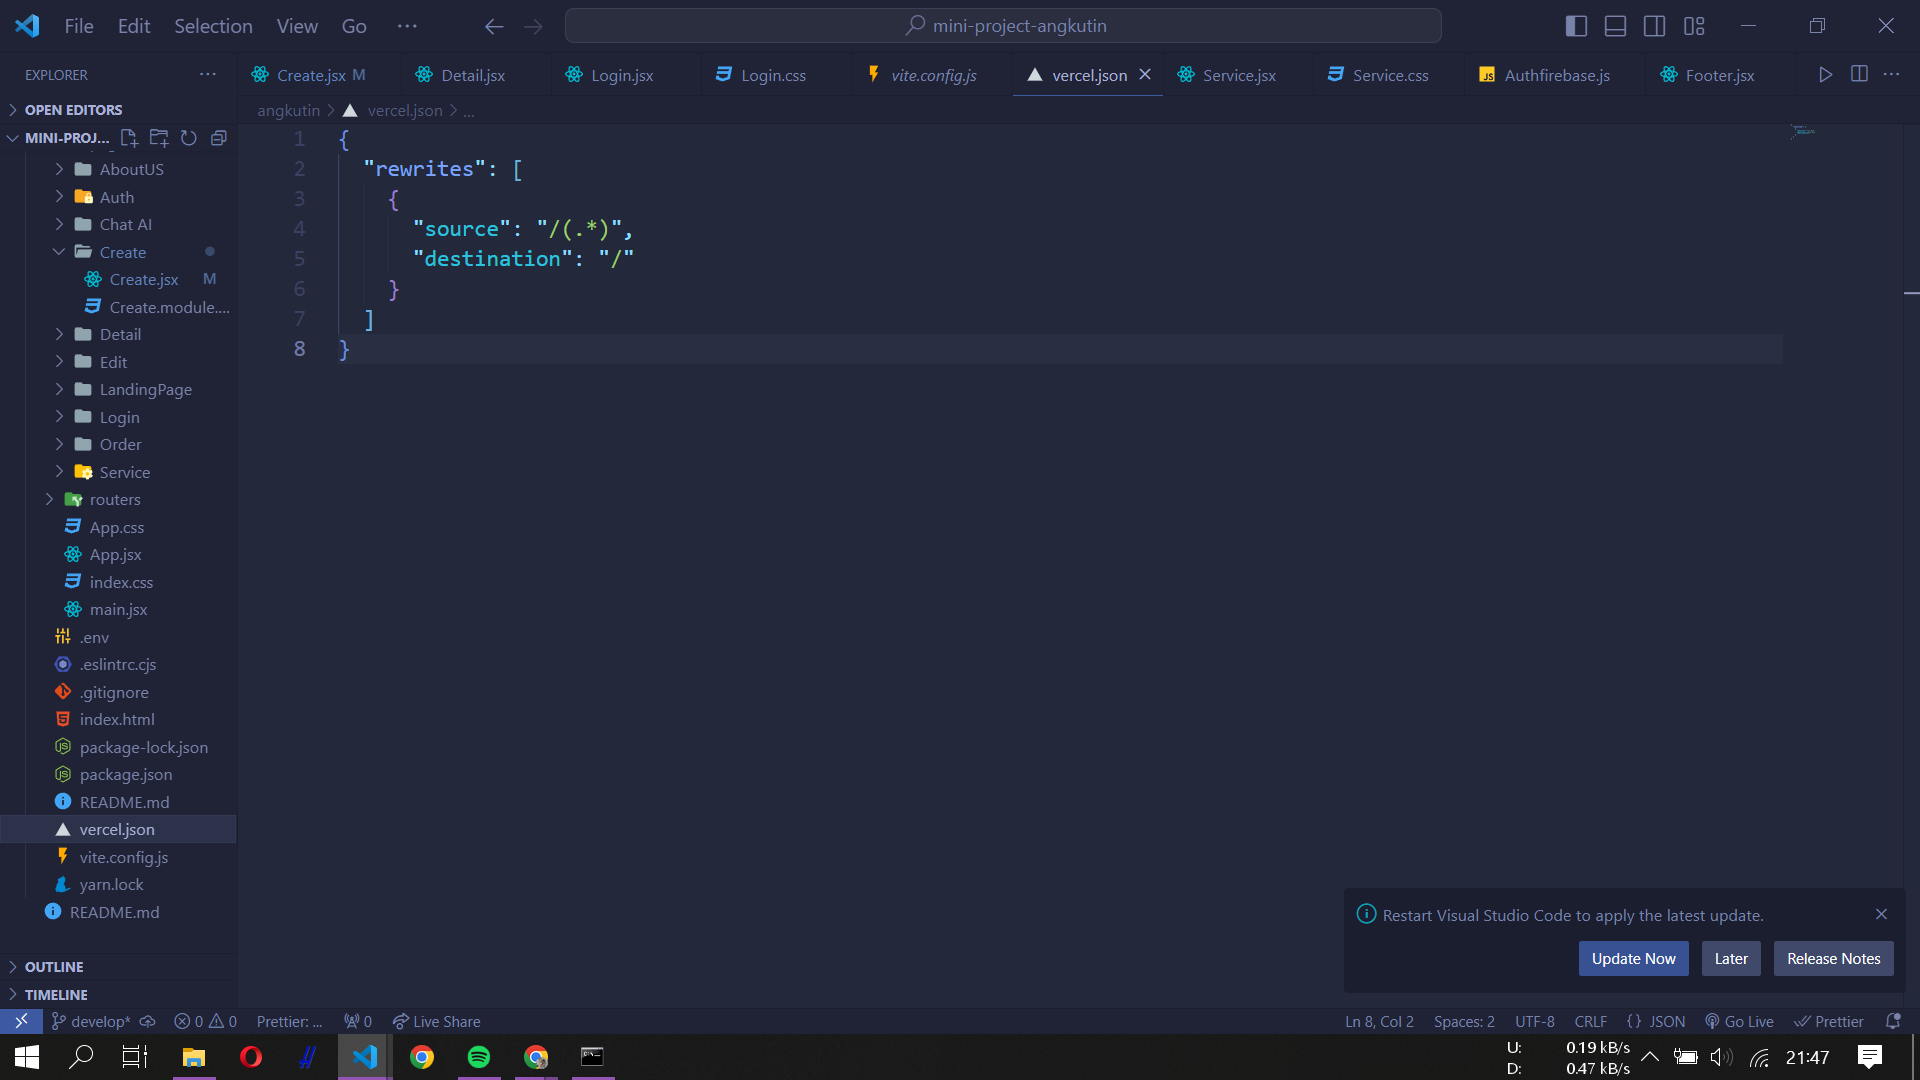 File Edit Selection View Go ···
mini-project-angkutin
EXPLORER ···
Create.jsx M
Detail.jsx
Login.jsx
Login.css
vite.config.js
vercel.json
Service.jsx
Service.css
Authfirebase.js
Footer.jsx
OPEN EDITORS
MINI-PROJ...
AboutUS
Auth
Chat AI
Create
Create.jsx M
Create.module....
Detail
Edit
LandingPage
Login
Order
Service
routers
App.css
App.jsx
index.css
main.jsx
.env
.eslintrc.cjs
.gitignore
index.html
package-lock.json
package.json
README.md
vercel.json
vite.config.js
yarn.lock
README.md
OUTLINE
TIMELINE
angkutin > vercel.json > ...
1 {
2 "rewrites": [
3 {
4 "source": "/(.*)",
5 "destination": "/"
6 }
7 ]
8 }
Restart Visual Studio Code to apply the latest update.
Update Now Later Release Notes
develop* 0 0 Prettier: ... 0 Live Share
Ln 8, Col 2 Spaces: 2 UTF-8 CRLF {} JSON Go Live Prettier
U: 0.19 kB/s
D: 0.47 kB/s
21:47